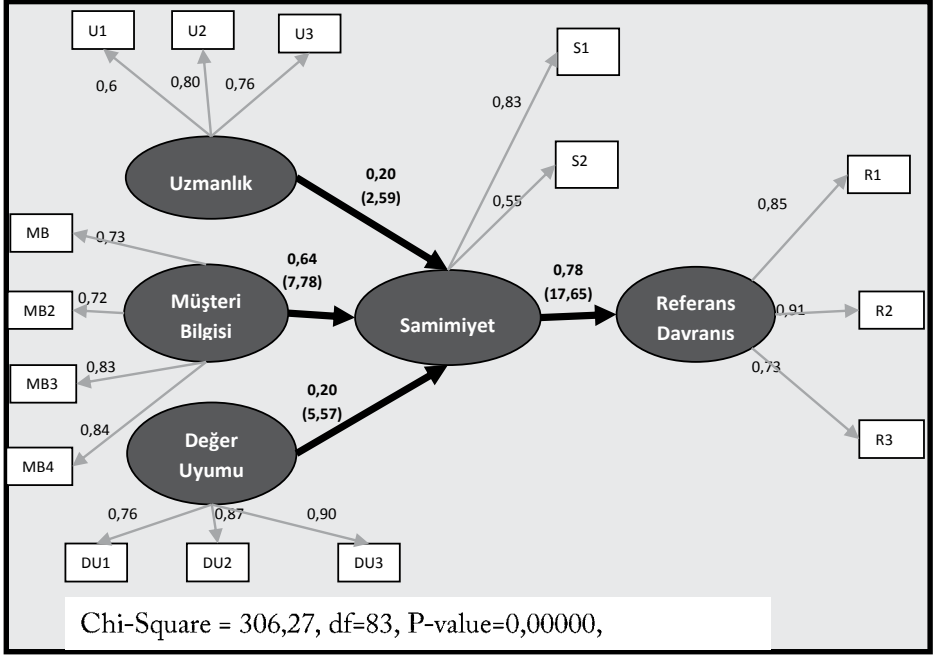 U1
U2
U3
0,6
0,80
0,76
Uzmanlık
S1
0,83
S2
0,55
0,20
(2,59)
MB
0,73
MB2
0,72
MB3
0,83
MB4
0,84
Müşteri
Bilgisi
0,64
(7,78)
Samimiyet
0,78
(17,65)
Referans
Davranıs
R1
0,85
R2
0,91
R3
0,73
0,20
(5,57)
Değer
Uyumu
0,76
0,87
0,90
DU1
DU2
DU3
Chi-Square = 306,27, df=83, P-value=0,00000,